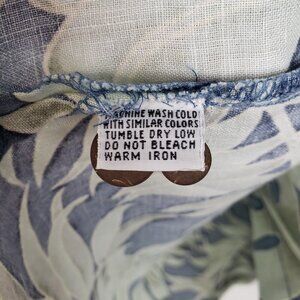 MACHINE WASH COLD
WITH SIMILAR COLORS
TUMBLE DRY LOW
DO NOT BLEACH
WARM IRON